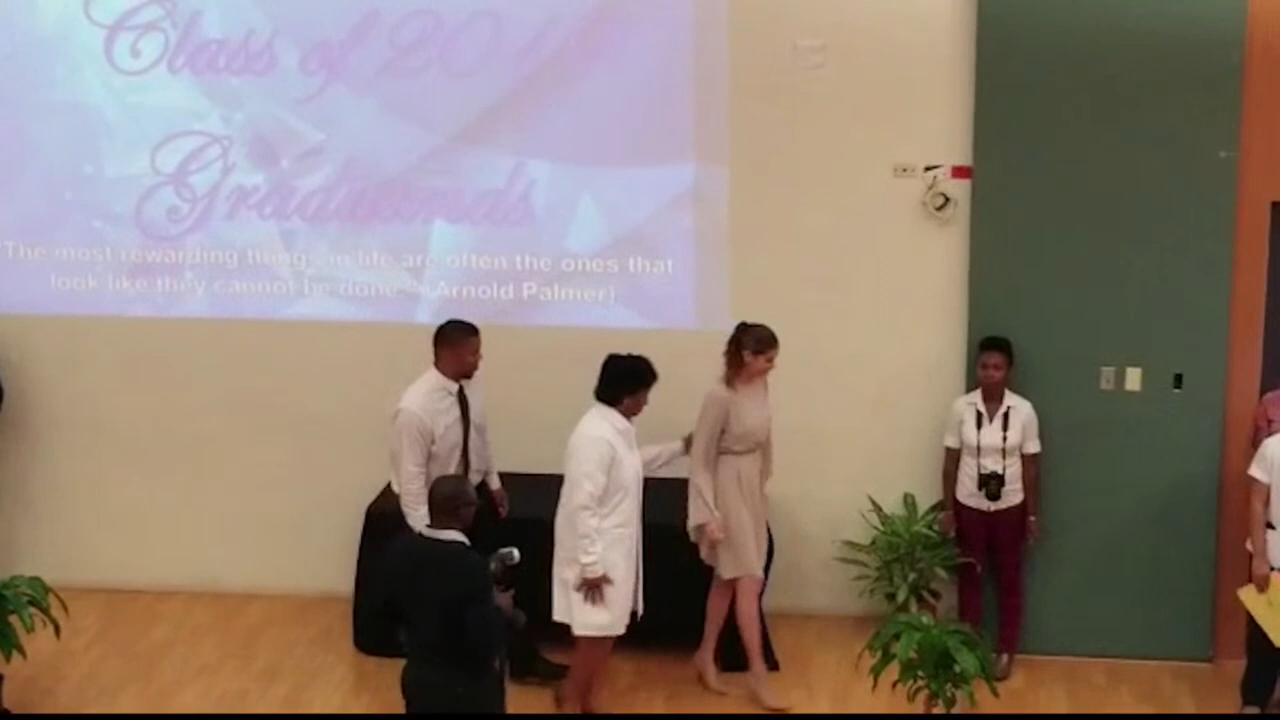 Class of
Graduands
"The most rewarding things in life are often the ones that
look like they cannot be done" (Arnold Palmer)